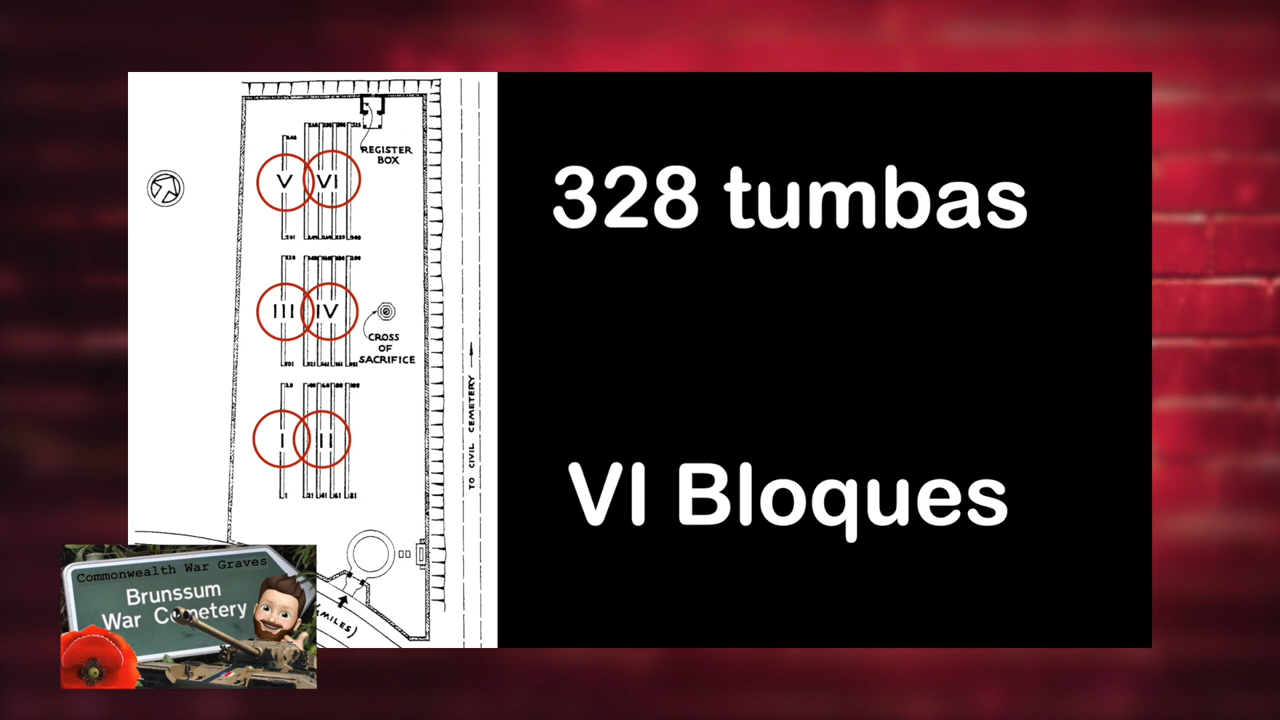 328 tumbas
VI Bloques
REGISTER
BOX
V
VI
III
IV
CROSS
OF
SACRIFICE
I
II
TO CIVIL CEMETERY
MILES)
Commonwealth War Graves
Brunssum
War Cemetery